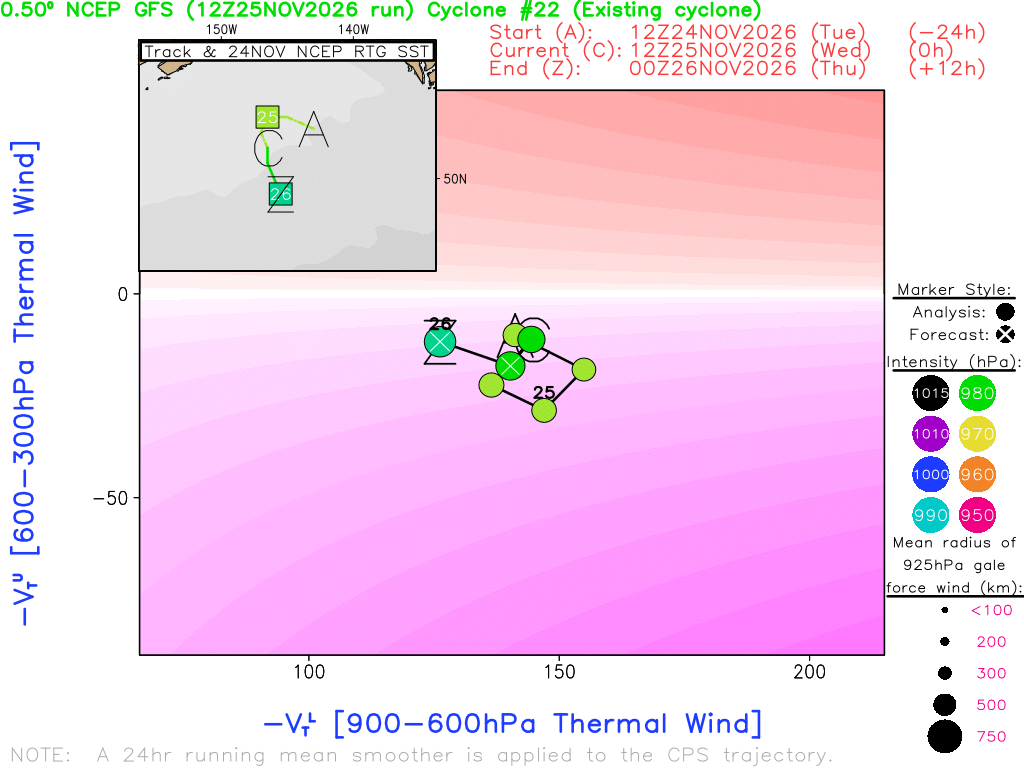 0.50° NCEP GFS (12Z25NOV2026 run) Cyclone #22 (Existing cyclone)
Start (A): 12Z24NOV2026 (Tue) (−24h)
Current (C): 12Z25NOV2026 (Wed) (0h)
End (Z): 00Z26NOV2026 (Thu) (+12h)
150W 140W
Track & 24NOV NCEP RTG SST
25
A
C
50N
26
Z
−VTU [600−300hPa Thermal Wind]
0
−50
26
Z
A
C
25
100 150 200
−VTL [900−600hPa Thermal Wind]
Marker Style:
Analysis:
Forecast:
Intensity (hPa):
1015 980
1010 970
1000 960
990 950
Mean radius of
925hPa gale
force wind (km):
<100
200
300
500
750
NOTE: A 24hr running mean smoother is applied to the CPS trajectory.